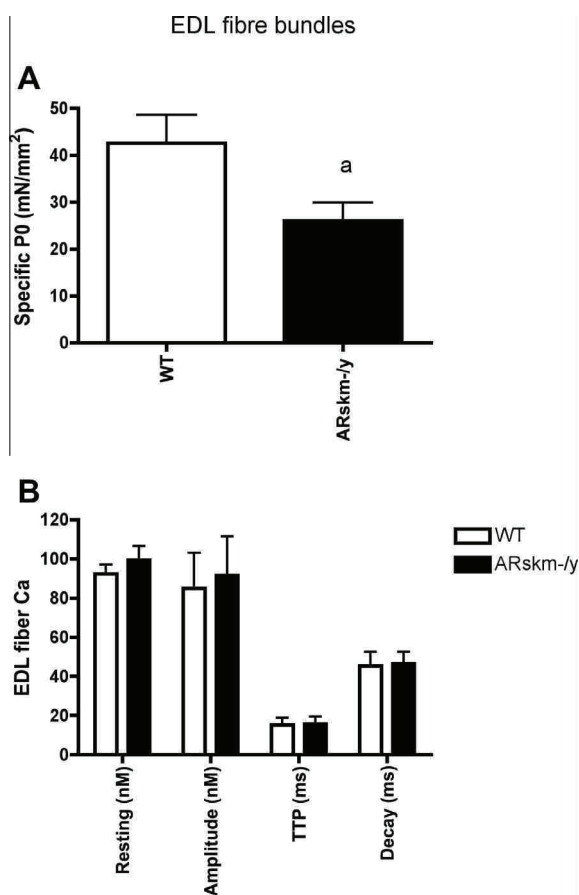 EDL fibre bundles
A
Specific P0 (mN/mm²)
50
40
30
20
10
0
a
WT
ARskm-/y
B
EDL fiber Ca
120
100
80
60
40
20
0
WT
ARskm-/y
Resting (nM)
Amplitude (nM)
TTP (ms)
Decay (ms)